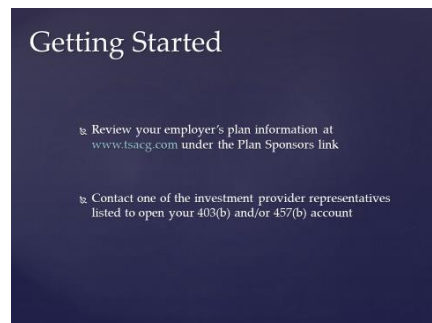 Getting Started
Review your employer's plan information at
www.tsacg.com under the Plan Sponsors link
Contact one of the investment provider representatives
listed to open your 403(b) and/or 457(b) account